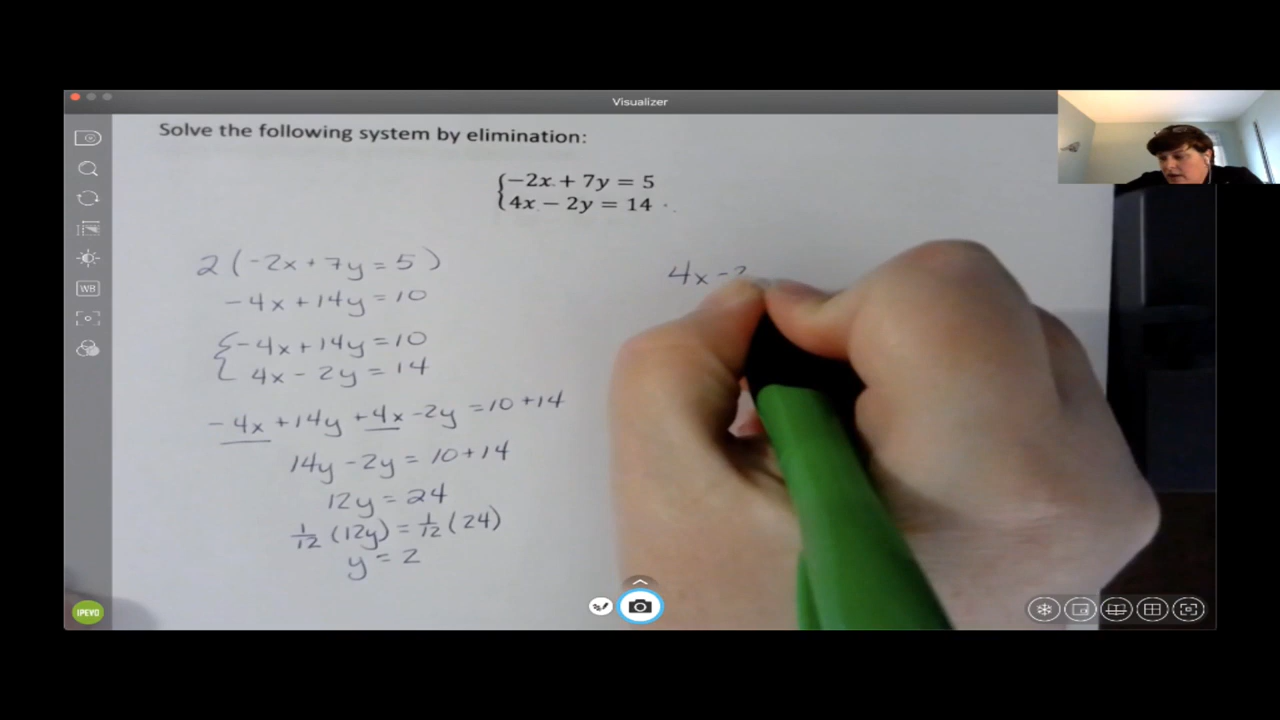 Visualizer
Solve the following system by elimination:
{−2x + 7y = 5
4x − 2y = 14
2 (-2x+7y=5)
-4x+14y=10
{-4x+14y=10
4x-2y=14
-4x+14y+4x-2y=10+14
14y-2y=10+14
12y=24
1/12(12y)=1/12(24)
y=2
4x-2
WB
IPEVO